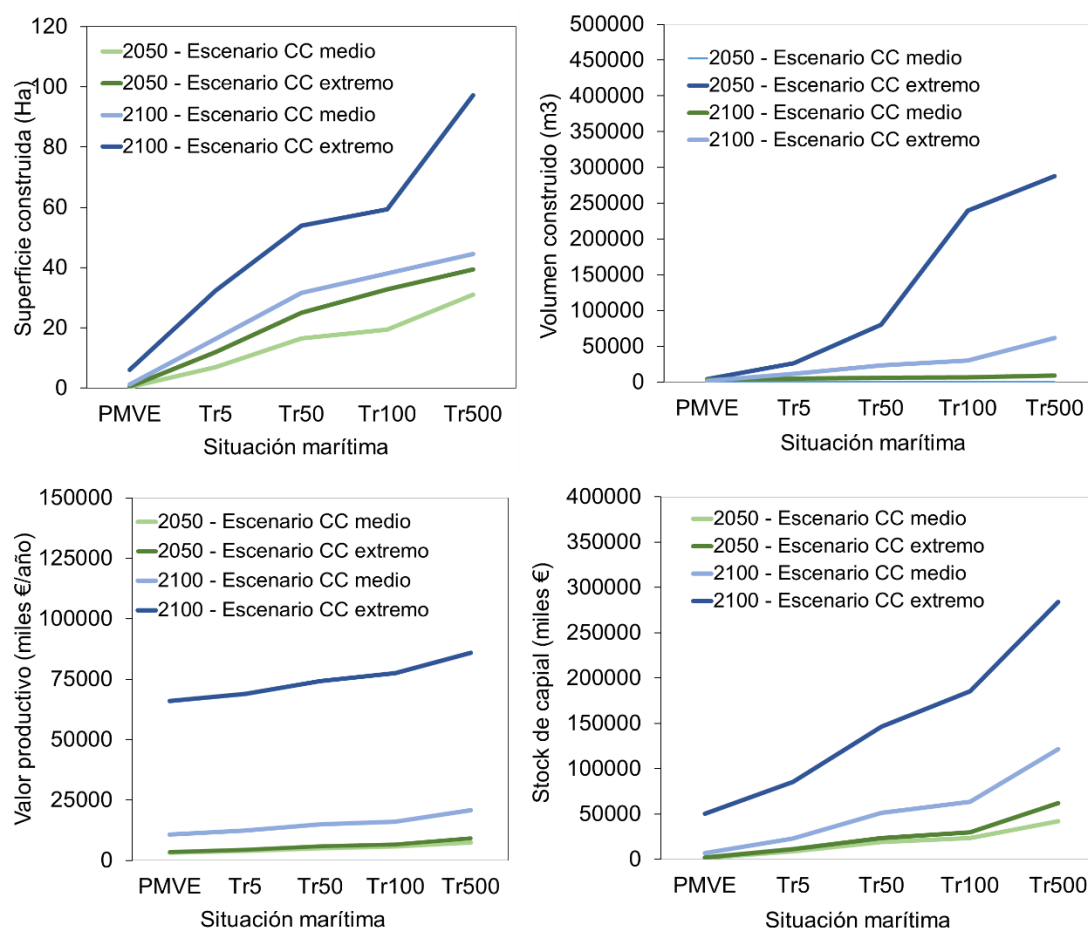 Superficie construida (Ha)
120
100
80
60
40
20
0
2050 - Escenario CC medio
2050 - Escenario CC extremo
2100 - Escenario CC medio
2100 - Escenario CC extremo
PMVE Tr5 Tr50 Tr100 Tr500
Situación marítima
Volumen construido (m3)
500000
450000
400000
350000
300000
250000
200000
150000
100000
50000
0
2050 - Escenario CC medio
2050 - Escenario CC extremo
2100 - Escenario CC medio
2100 - Escenario CC extremo
PMVE Tr5 Tr50 Tr100 Tr500
Situación marítima
Valor productivo (miles €/año)
150000
125000
100000
75000
50000
25000
0
2050 - Escenario CC medio
2050 - Escenario CC extremo
2100 - Escenario CC medio
2100 - Escenario CC extremo
PMVE Tr5 Tr50 Tr100 Tr500
Situación marítima
Stock de capial (miles €)
400000
350000
300000
250000
200000
150000
100000
50000
0
2050 - Escenario CC medio
2050 - Escenario CC extremo
2100 - Escenario CC medio
2100 - Escenario CC extremo
PMVE Tr5 Tr50 Tr100 Tr500
Situación marítima